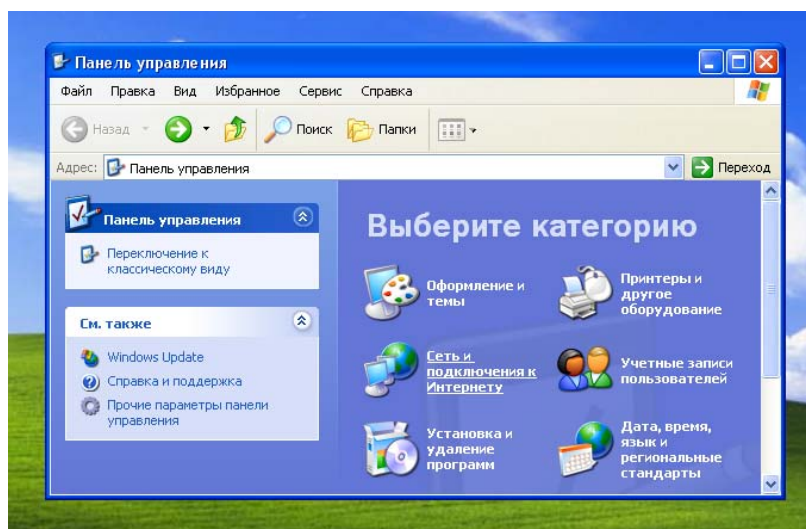 Панель управления
Файл Правка Вид Избранное Сервис Справка
Назад Поиск Папки
Адрес: Панель управления Переход
Панель управления
Переключение к
классическому виду
См. также
Windows Update
Справка и поддержка
Прочие параметры панели
управления
Выберите категорию
Оформление и
темы
Принтеры и
другое
оборудование
Сеть и
подключения к
Интернету
Учетные записи
пользователей
Установка и
удаление
программ
Дата, время,
язык и
региональные
стандарты